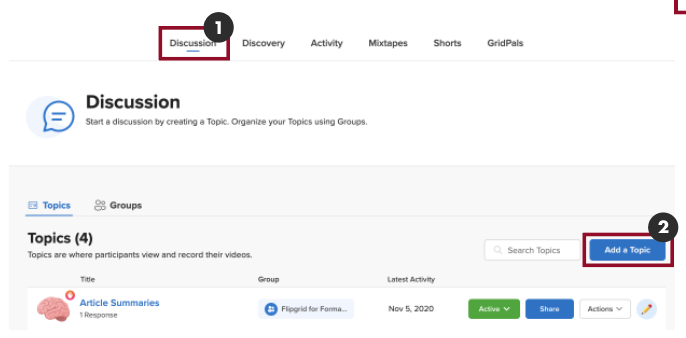 1
Discussion Discovery Activity Mixtapes Shorts GridPals
Discussion
Start a discussion by creating a Topic. Organize your Topics using Groups.
Topics Groups
2
Topics (4)
Topics are where participants view and record their videos.
Search Topics Add a Topic
Title Group Latest Activity
Article Summaries
1 Response
Flipgrid for Forma... Nov 5, 2020 Active Share Actions